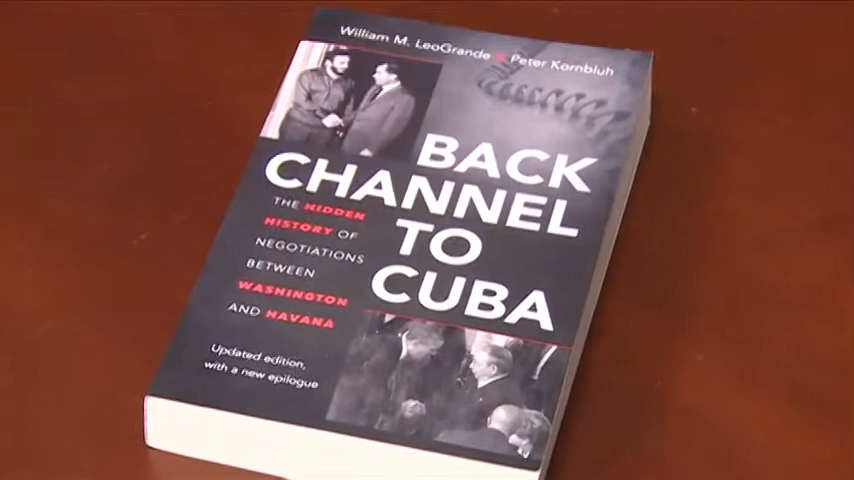 William M. LeoGrande Peter Kornbluh
BACK
CHANNEL
TO
CUBA
THE HIDDEN
HISTORY OF
NEGOTIATIONS
BETWEEN
WASHINGTON
AND HAVANA
Updated edition,
with a new epilogue